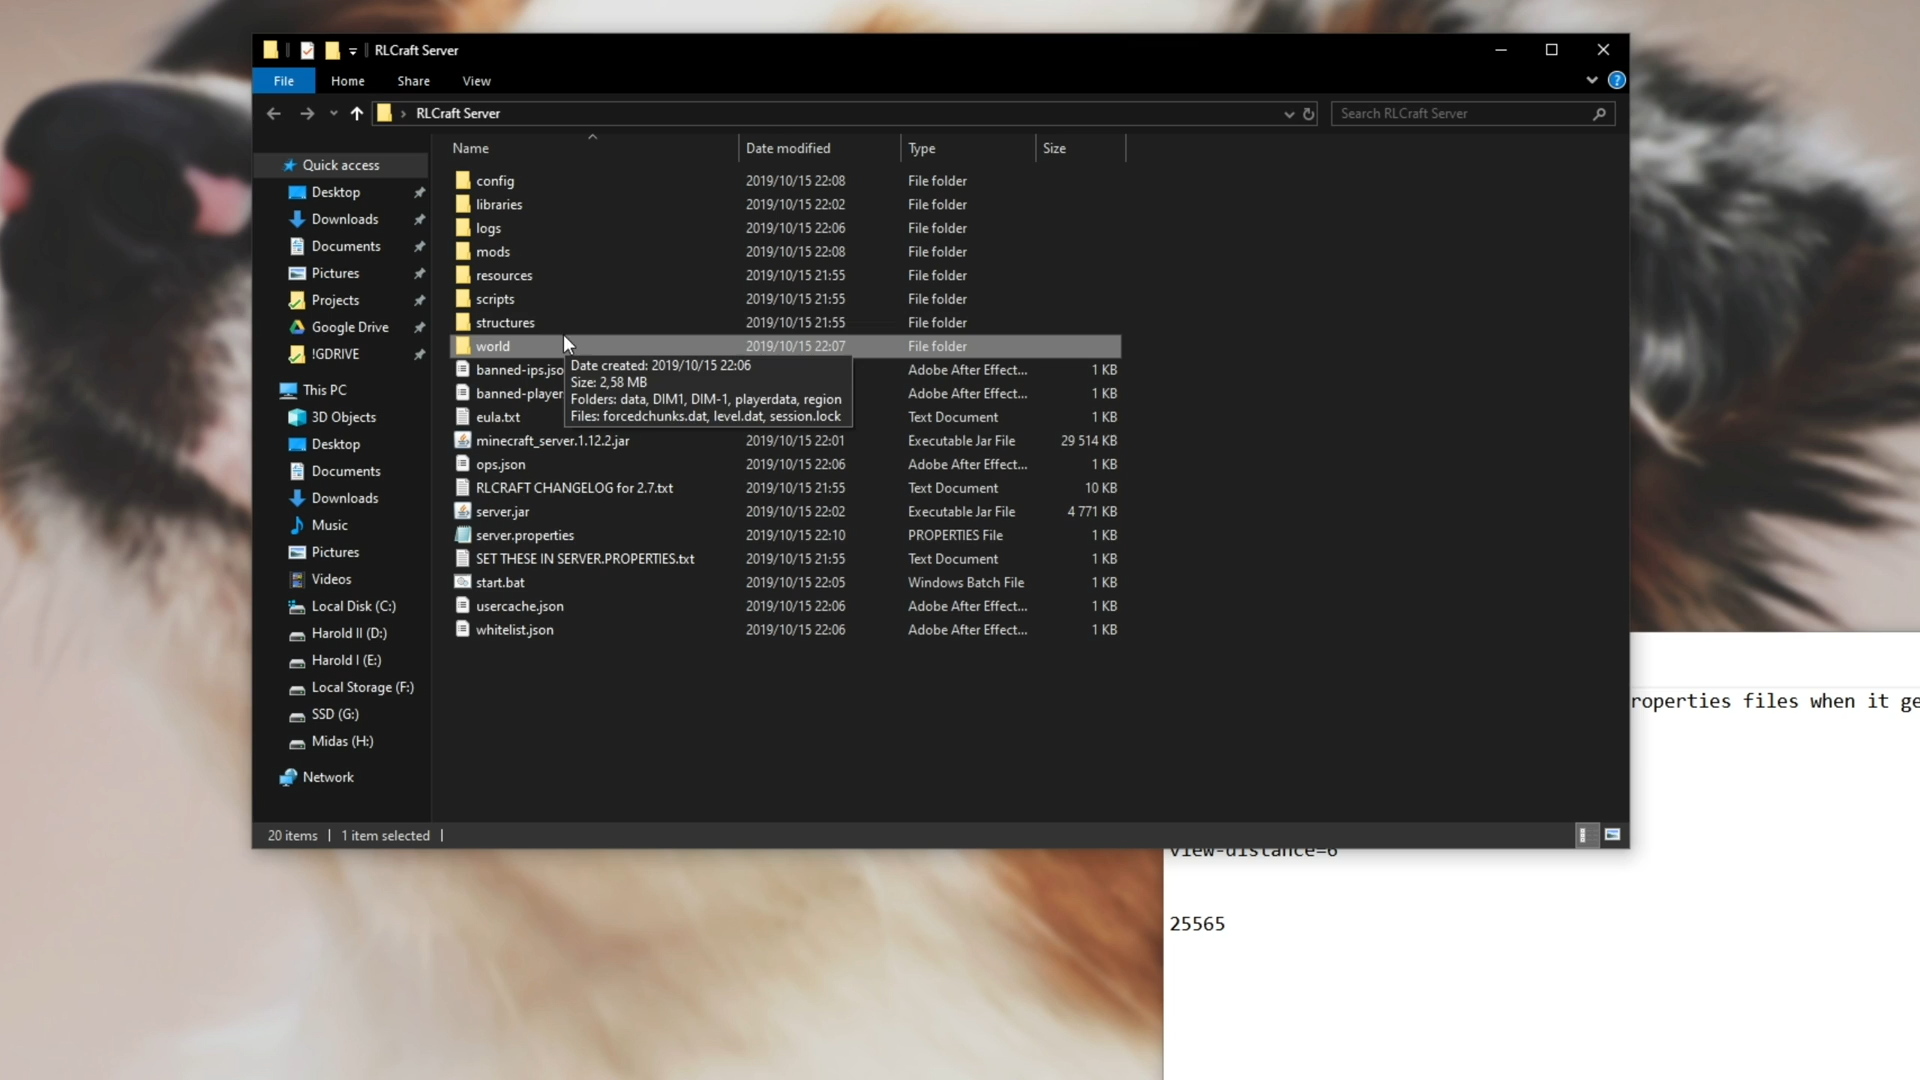 RLCraft Server
File Home Share View
RLCraft Server
Search RLCraft Server
Name Date modified Type Size
Quick access
Desktop
Downloads
Documents
Pictures
Projects
Google Drive
!GDRIVE
This PC
3D Objects
Desktop
Documents
Downloads
Music
Pictures
Videos
Local Disk (C:)
Harold II (D:)
Harold I (E:)
Local Storage (F:)
SSD (G:)
Midas (H:)
Network
config 2019/10/15 22:08 File folder
libraries 2019/10/15 22:02 File folder
logs 2019/10/15 22:06 File folder
mods 2019/10/15 22:08 File folder
resources 2019/10/15 21:55 File folder
scripts 2019/10/15 21:55 File folder
structures 2019/10/15 21:55 File folder
world 2019/10/15 22:07 File folder
banned-ips.jso Adobe After Effect... 1 KB
banned-player Adobe After Effect... 1 KB
eula.txt Text Document 1 KB
minecraft_server.1.12.2.jar 2019/10/15 22:01 Executable Jar File 29 514 KB
ops.json 2019/10/15 22:06 Adobe After Effect... 1 KB
RLCRAFT CHANGELOG for 2.7.txt 2019/10/15 21:55 Text Document 10 KB
server.jar 2019/10/15 22:02 Executable Jar File 4 771 KB
server.properties 2019/10/15 22:10 PROPERTIES File 1 KB
SET THESE IN SERVER.PROPERTIES.txt 2019/10/15 21:55 Text Document 1 KB
start.bat 2019/10/15 22:05 Windows Batch File 1 KB
usercache.json 2019/10/15 22:06 Adobe After Effect... 1 KB
whitelist.json 2019/10/15 22:06 Adobe After Effect... 1 KB
Date created: 2019/10/15 22:06
Size: 2,58 MB
Folders: data, DIM1, DIM-1, playerdata, region
Files: forcedchunks.dat, level.dat, session.lock
20 items 1 item selected
roperties files when it ge
view-distance=6
25565